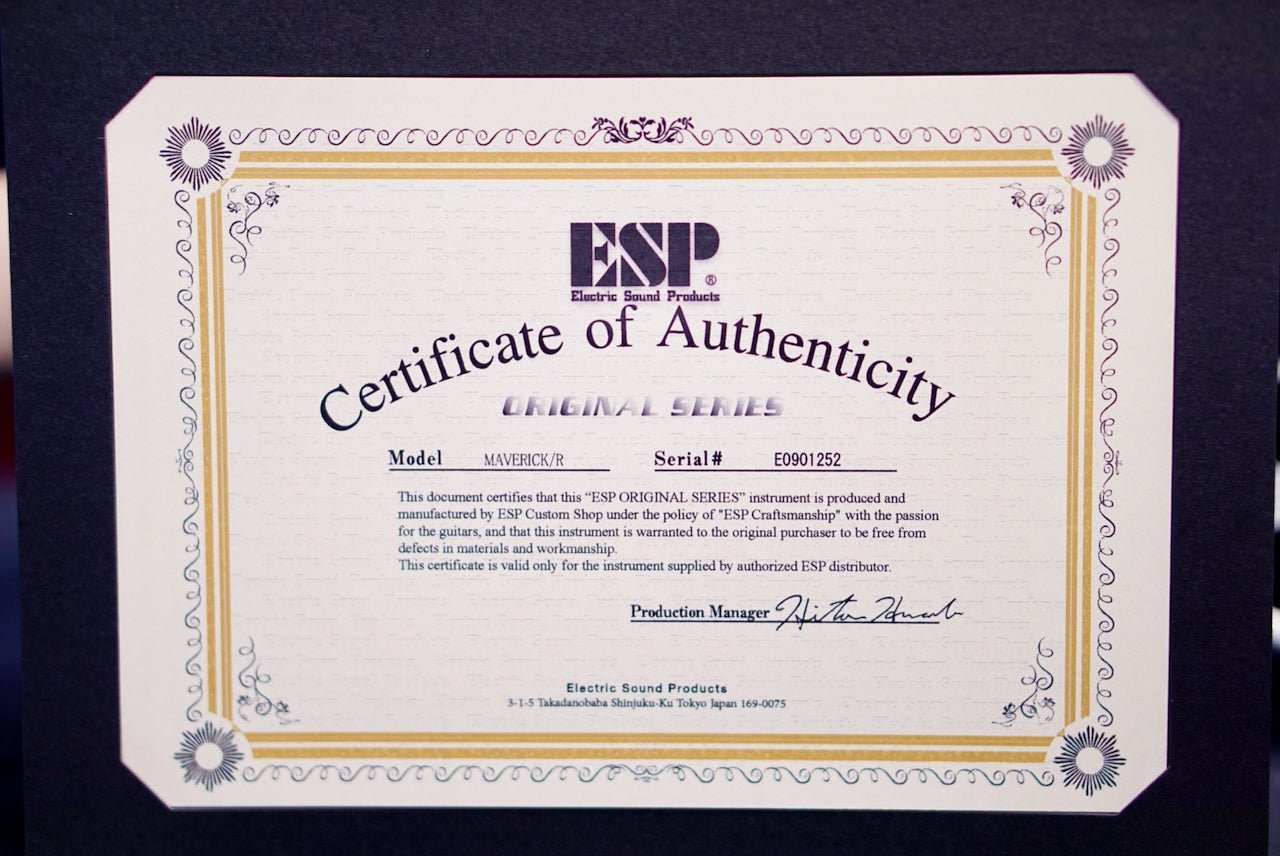 ESP®
Electric Sound Products
Certificate of Authenticity
ORIGINAL SERIES
Model MAVERICK/R Serial# E0901252
This document certifies that this “ESP ORIGINAL SERIES” instrument is produced and
manufactured by ESP Custom Shop under the policy of "ESP Craftsmanship" with the passion
for the guitars, and that this instrument is warranted to the original purchaser to be free from
defects in materials and workmanship.
This certificate is valid only for the instrument supplied by authorized ESP distributor.
Production Manager
Electric Sound Products
3-1-5 Takadanobaba Shinjuku-Ku Tokyo Japan 169-0075